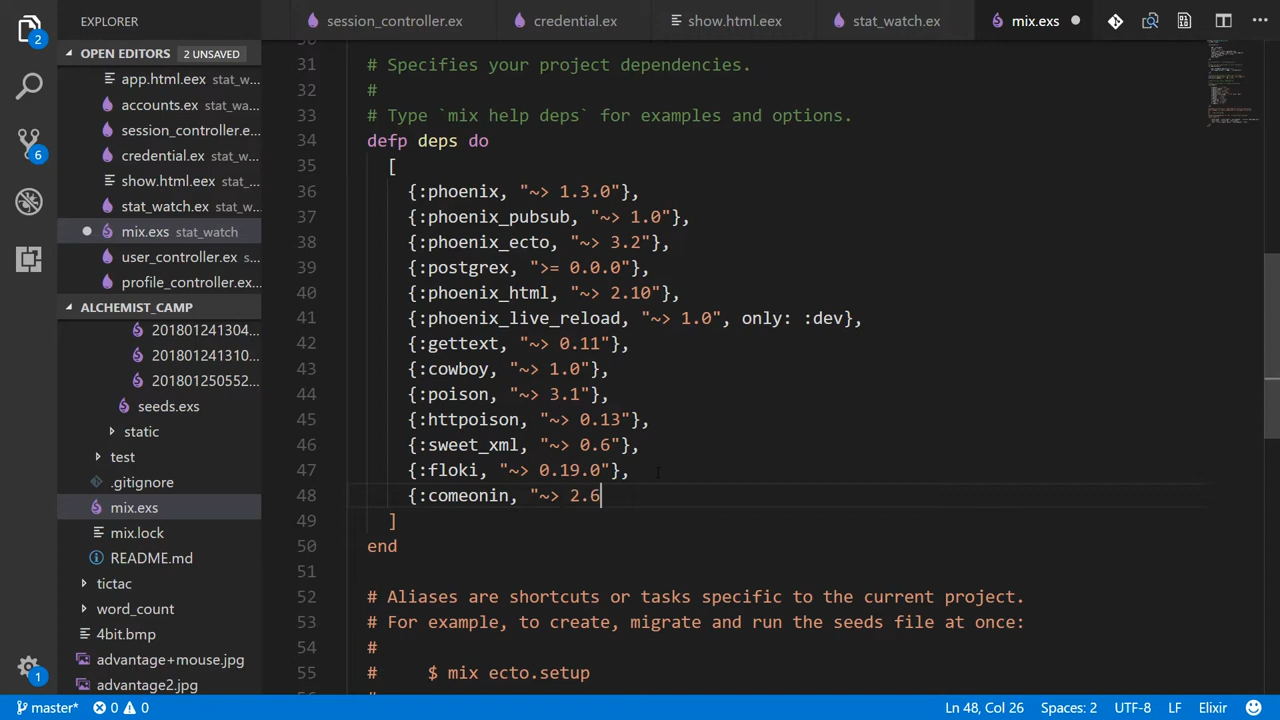 EXPLORER
session_controller.ex
credential.ex
show.html.eex
stat_watch.ex
mix.exs
OPEN EDITORS 2 UNSAVED
app.html.eex stat_w...
accounts.ex stat_wa...
session_controller.e...
credential.ex stat_wa...
show.html.eex stat_...
stat_watch.ex stat_w...
mix.exs stat_watch
user_controller.ex s...
profile_controller.ex...
ALCHEMIST_CAMP
201801241304...
201801241310...
201801250552...
seeds.exs
static
test
.gitignore
mix.exs
mix.lock
README.md
tictac
word_count
4bit.bmp
advantage+mouse.jpg
advantage2.jpg
2
6
1
30
31 # Specifies your project dependencies.
32 #
33 # Type `mix help deps` for examples and options.
34 defp deps do
35 [
36 {:phoenix, "~> 1.3.0"},
37 {:phoenix_pubsub, "~> 1.0"},
38 {:phoenix_ecto, "~> 3.2"},
39 {:postgrex, ">= 0.0.0"},
40 {:phoenix_html, "~> 2.10"},
41 {:phoenix_live_reload, "~> 1.0", only: :dev},
42 {:gettext, "~> 0.11"},
43 {:cowboy, "~> 1.0"},
44 {:poison, "~> 3.1"},
45 {:httpoison, "~> 0.13"},
46 {:sweet_xml, "~> 0.6"},
47 {:floki, "~> 0.19.0"},
48 {:comeonin, "~> 2.6
49 ]
50 end
51
52 # Aliases are shortcuts or tasks specific to the current project.
53 # For example, to create, migrate and run the seeds file at once:
54 #
55 # $ mix ecto.setup
master* 0 0
Ln 48, Col 26 Spaces: 2 UTF-8 LF Elixir